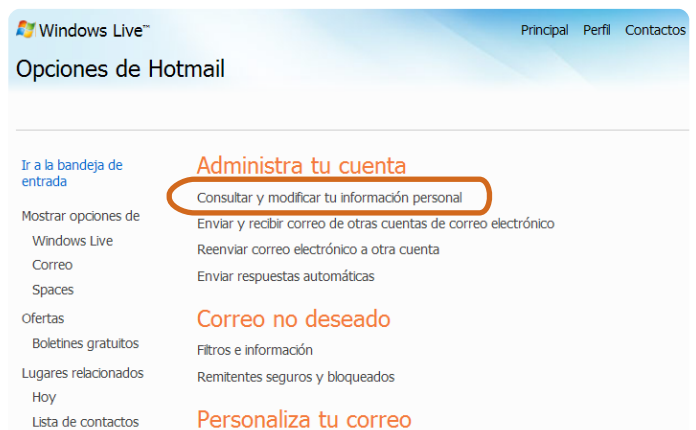 Windows Live™
Principal Perfil Contactos
Opciones de Hotmail
Ir a la bandeja de
entrada
Mostrar opciones de
Windows Live
Correo
Spaces
Ofertas
Boletines gratuitos
Lugares relacionados
Hoy
Lista de contactos
Administra tu cuenta
Consultar y modificar tu información personal
Enviar y recibir correo de otras cuentas de correo electrónico
Reenviar correo electrónico a otra cuenta
Enviar respuestas automáticas
Correo no deseado
Filtros e información
Remitentes seguros y bloqueados
Personaliza tu correo